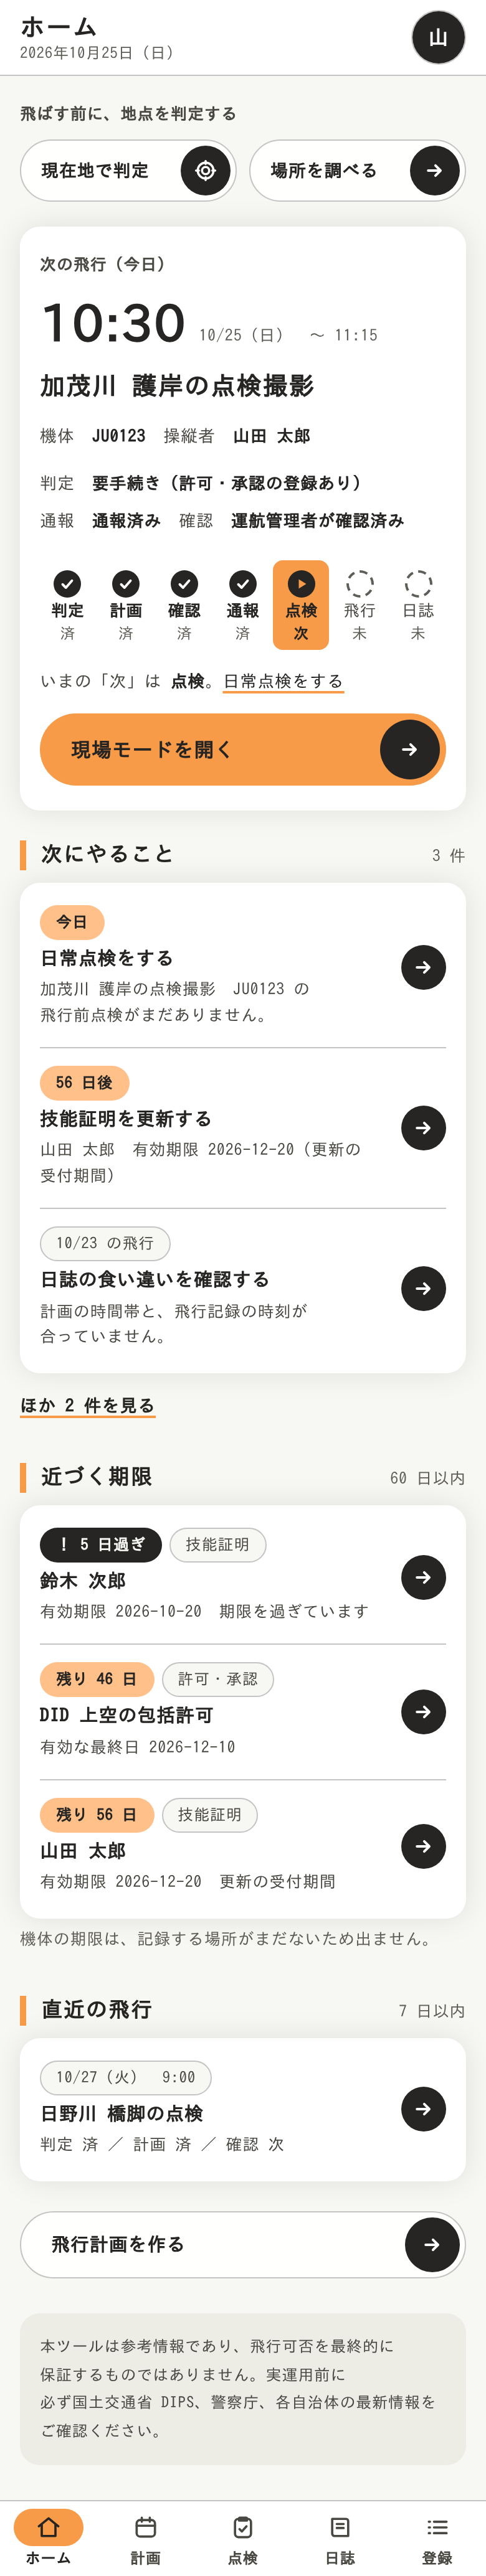 ホーム
2026年10月25日（日）
山
飛ばす前に、地点を判定する
現在地で判定
場所を調べる
次の飛行（今日）
10:30 10/25（日） 〜 11:15
加茂川 護岸の点検撮影
機体 JU0123 操縦者 山田 太郎
判定 要手続き（許可・承認の登録あり）
通報 通報済み 確認 運航管理者が確認済み
判定 計画 確認 通報 点検 飛行 日誌
済 済 済 済 次 未 未
いまの「次」は 点検。日常点検をする
現場モードを開く
次にやること 3 件
今日
日常点検をする
加茂川 護岸の点検撮影 JU0123 の
飛行前点検がまだありません。
56 日後
技能証明を更新する
山田 太郎 有効期限 2026-12-20（更新の
受付期間）
10/23 の飛行
日誌の食い違いを確認する
計画の時間帯と、飛行記録の時刻が
合っていません。
ほか 2 件を見る
近づく期限 60 日以内
！ 5 日過ぎ 技能証明
鈴木 次郎
有効期限 2026-10-20 期限を過ぎています
残り 46 日 許可・承認
DID 上空の包括許可
有効な最終日 2026-12-10
残り 56 日 技能証明
山田 太郎
有効期限 2026-12-20 更新の受付期間
機体の期限は、記録する場所がまだないため出ません。
直近の飛行 7 日以内
10/27（火） 9:00
日野川 橋脚の点検
判定 済 ／ 計画 済 ／ 確認 次
飛行計画を作る
本ツールは参考情報であり、飛行可否を最終的に
保証するものではありません。実運用前に
必ず国土交通省 DIPS、警察庁、各自治体の最新情報を
ご確認ください。
ホーム 計画 点検 日誌 登録